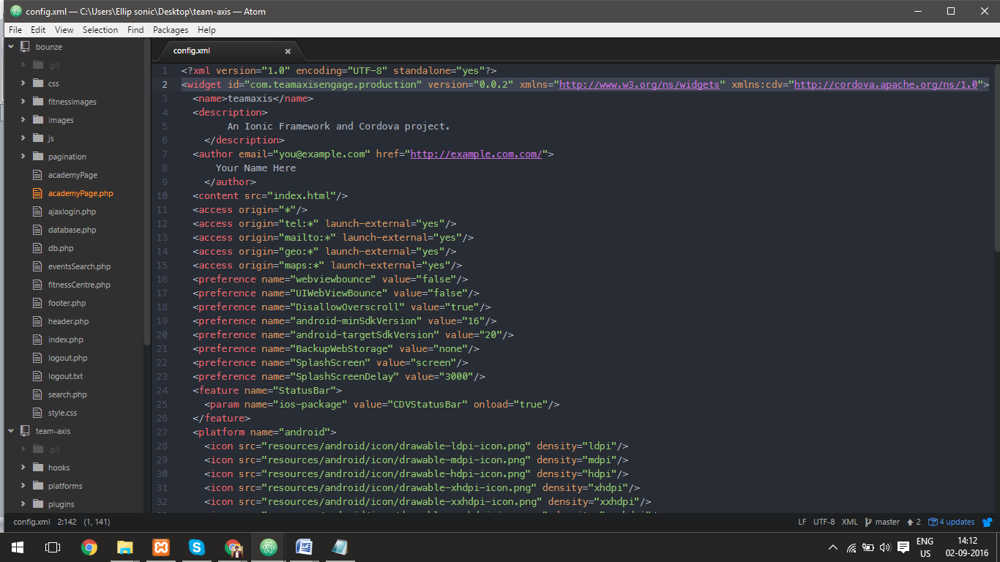 config.xml — C:\Users\Ellip sonic\Desktop\team-axis — Atom
File Edit View Selection Find Packages Help
bounze
.git
css
fitnessimages
images
js
pagination
academyPage
academyPage.php
ajaxlogin.php
database.php
db.php
eventsSearch.php
fitnessCentre.php
footer.php
header.php
index.php
logout.php
logout.txt
search.php
style.css
team-axis
.git
hooks
platforms
plugins
config.xml
1 <?xml version="1.0" encoding="UTF-8" standalone="yes"?>
2 <widget id="com.teamaxisengage.production" version="0.0.2" xmlns="http://www.w3.org/ns/widgets" xmlns:cdv="http://cordova.apache.org/ns/1.0">
3 <name>teamaxis</name>
4 <description>
5 An Ionic Framework and Cordova project.
6 </description>
7 <author email="you@example.com" href="http://example.com.com/">
8 Your Name Here
9 </author>
10 <content src="index.html"/>
11 <access origin="*"/>
12 <access origin="tel:*" launch-external="yes"/>
13 <access origin="mailto:*" launch-external="yes"/>
14 <access origin="geo:*" launch-external="yes"/>
15 <access origin="maps:*" launch-external="yes"/>
16 <preference name="webviewbounce" value="false"/>
17 <preference name="UIWebViewBounce" value="false"/>
18 <preference name="DisallowOverscroll" value="true"/>
19 <preference name="android-minSdkVersion" value="16"/>
20 <preference name="android-targetSdkVersion" value="20"/>
21 <preference name="BackupWebStorage" value="none"/>
22 <preference name="SplashScreen" value="screen"/>
23 <preference name="SplashScreenDelay" value="3000"/>
24 <feature name="StatusBar">
25 <param name="ios-package" value="CDVStatusBar" onload="true"/>
26 </feature>
27 <platform name="android">
28 <icon src="resources/android/icon/drawable-ldpi-icon.png" density="ldpi"/>
29 <icon src="resources/android/icon/drawable-mdpi-icon.png" density="mdpi"/>
30 <icon src="resources/android/icon/drawable-hdpi-icon.png" density="hdpi"/>
31 <icon src="resources/android/icon/drawable-xhdpi-icon.png" density="xhdpi"/>
32 <icon src="resources/android/icon/drawable-xxhdpi-icon.png" density="xxhdpi"/>
config.xml 2:142 (1, 141)
LF UTF-8 XML master 2 4 updates
ENG
US
14:12
02-09-2016